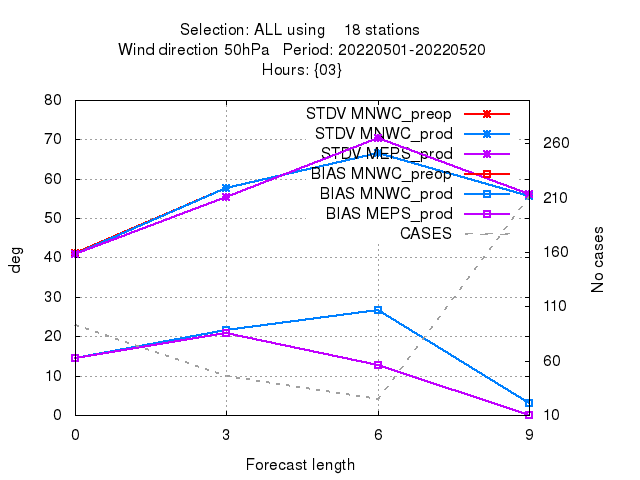 Selection: ALL using 18 stations
Wind direction 50hPa Period: 20220501-20220520
Hours: {03}
80
70
60
50
40
30
20
10
0
deg
STDV MNWC_preop
STDV MNWC_prod
STDV MEPS_prod
BIAS MNWC_preop
BIAS MNWC_prod
BIAS MEPS_prod
CASES
260
210
160
110
60
10
No cases
0 3 6 9
Forecast length